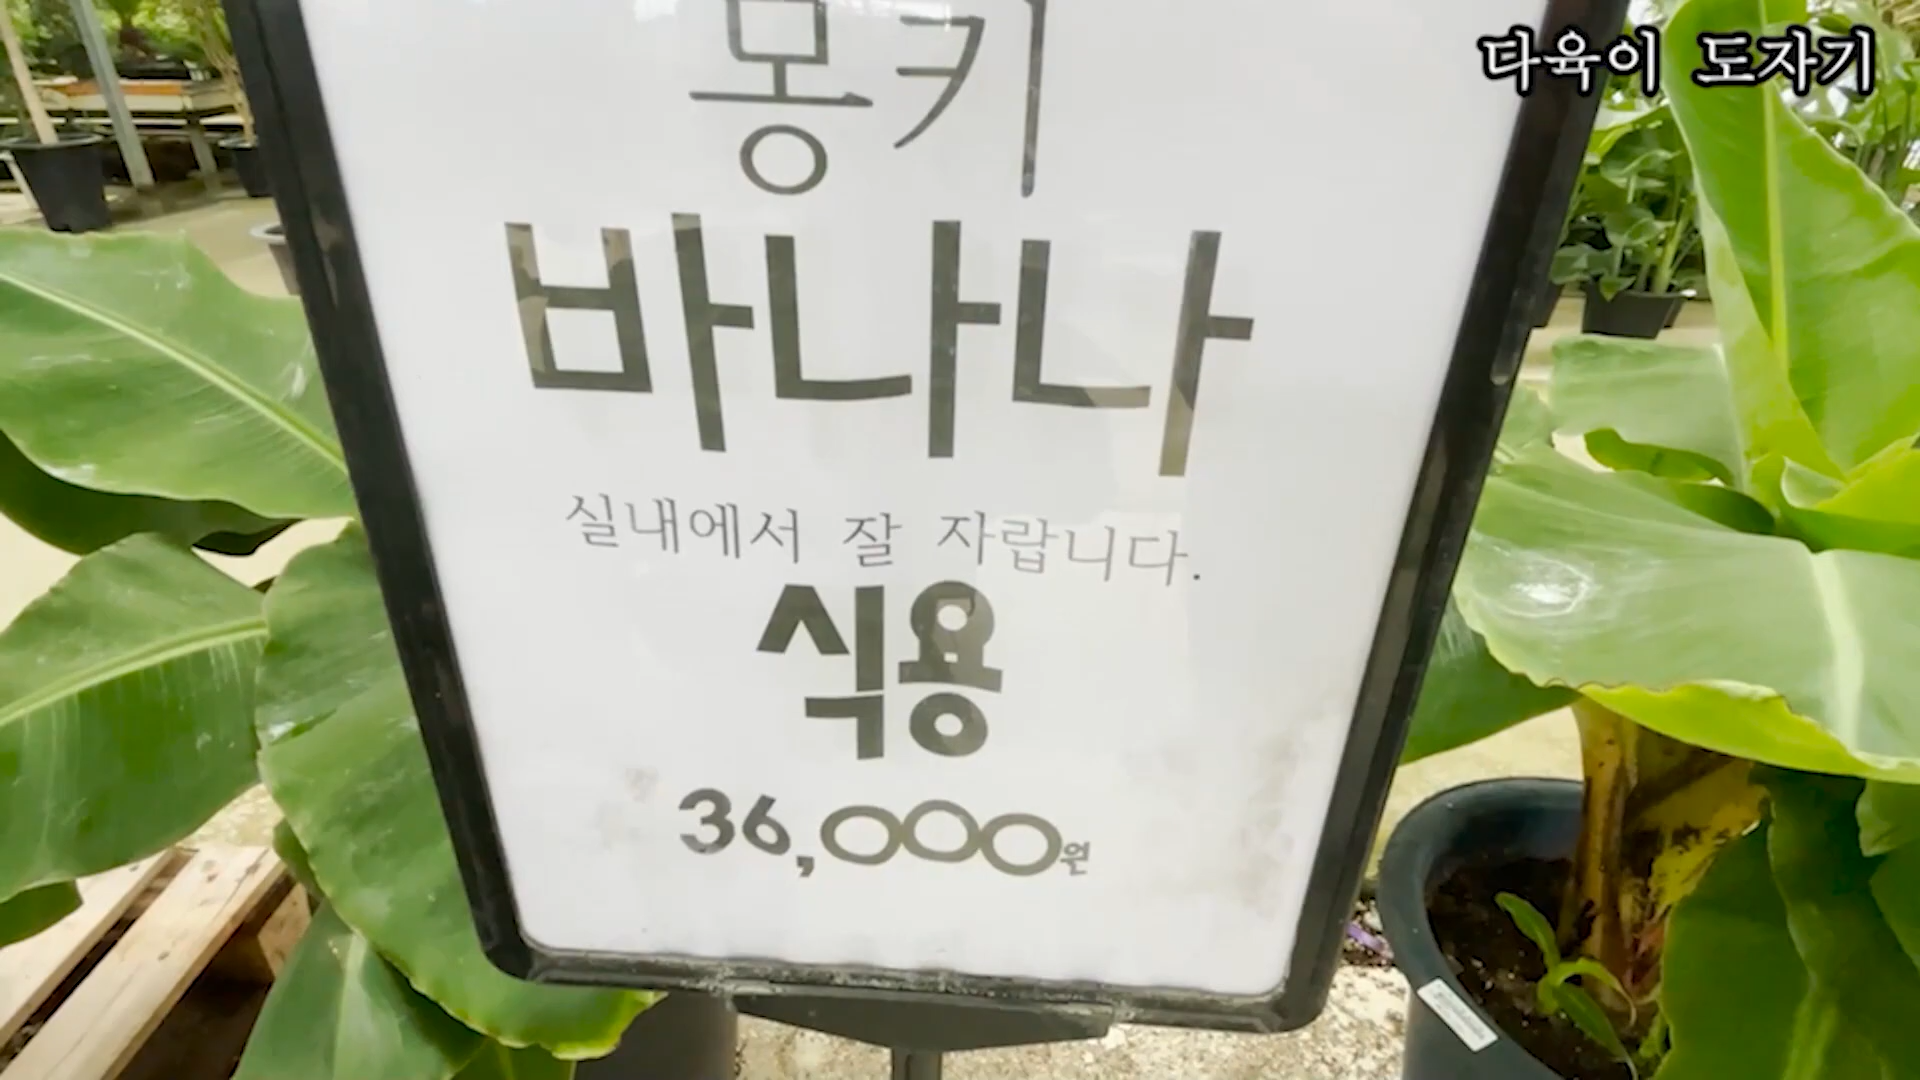 다육이 도자기
몽키
바나나
실내에서 잘 자랍니다.
식용
36,000원